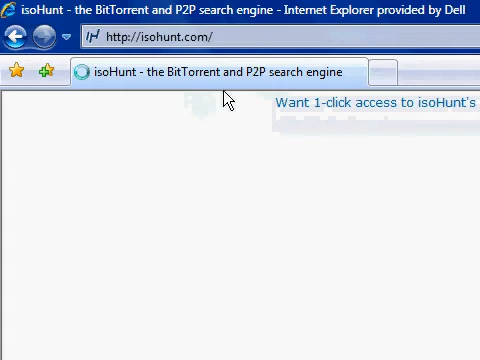 isoHunt - the BitTorrent and P2P search engine - Internet Explorer provided by Dell
http://isohunt.com/
isoHunt - the BitTorrent and P2P search engine
Want 1-click access to isoHunt's